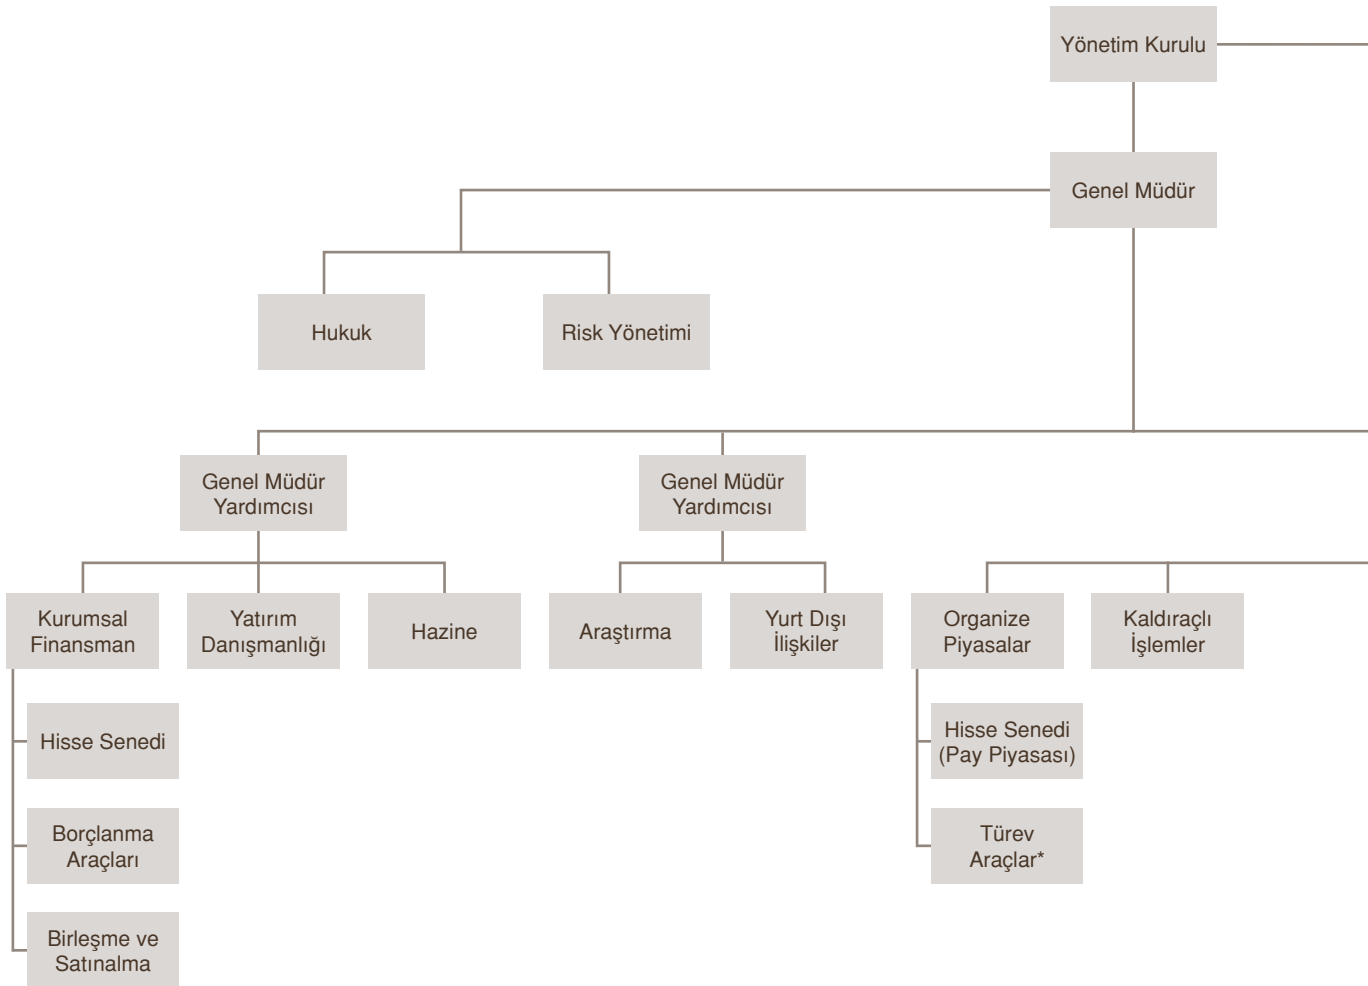 Yönetim Kurulu
Genel Müdür
Hukuk
Risk Yönetimi
Genel Müdür
Yardımcısı
Genel Müdür
Yardımcısı
Kurumsal
Finansman
Yatırım
Danışmanlığı
Hazine
Araştırma
Yurt Dışı
İlişkiler
Organize
Piyasalar
Kaldıraçlı
İşlemler
Hisse Senedi
Hisse Senedi
(Pay Piyasası)
Borçlanma
Araçları
Türev
Araçlar*
Birleşme ve
Satınalma